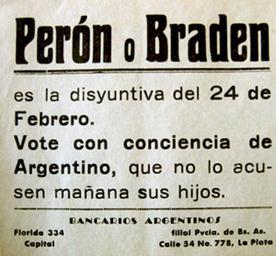 Perón o Braden
es la disyuntiva del 24 de
Febrero.
Vote con conciencia de
Argentino, que no lo acu-
sen mañana sus hijos.
BANCARIOS ARGENTINOS
Florida 334 filial Pvcia. de Bs. As.
Capital Calle 54 No. 778, La Plata